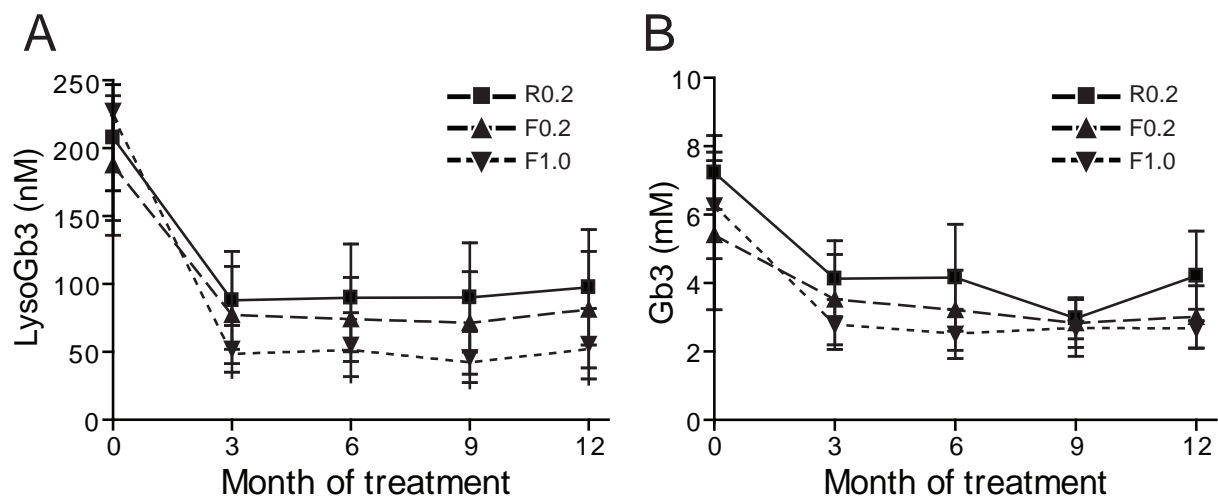 A
LysoGb3 (nM)
250
200
150
100
50
0
0 3 6 9 12
Month of treatment
R0.2
F0.2
F1.0
B
Gb3 (mM)
10
8
6
4
2
0
0 3 6 9 12
Month of treatment
R0.2
F0.2
F1.0